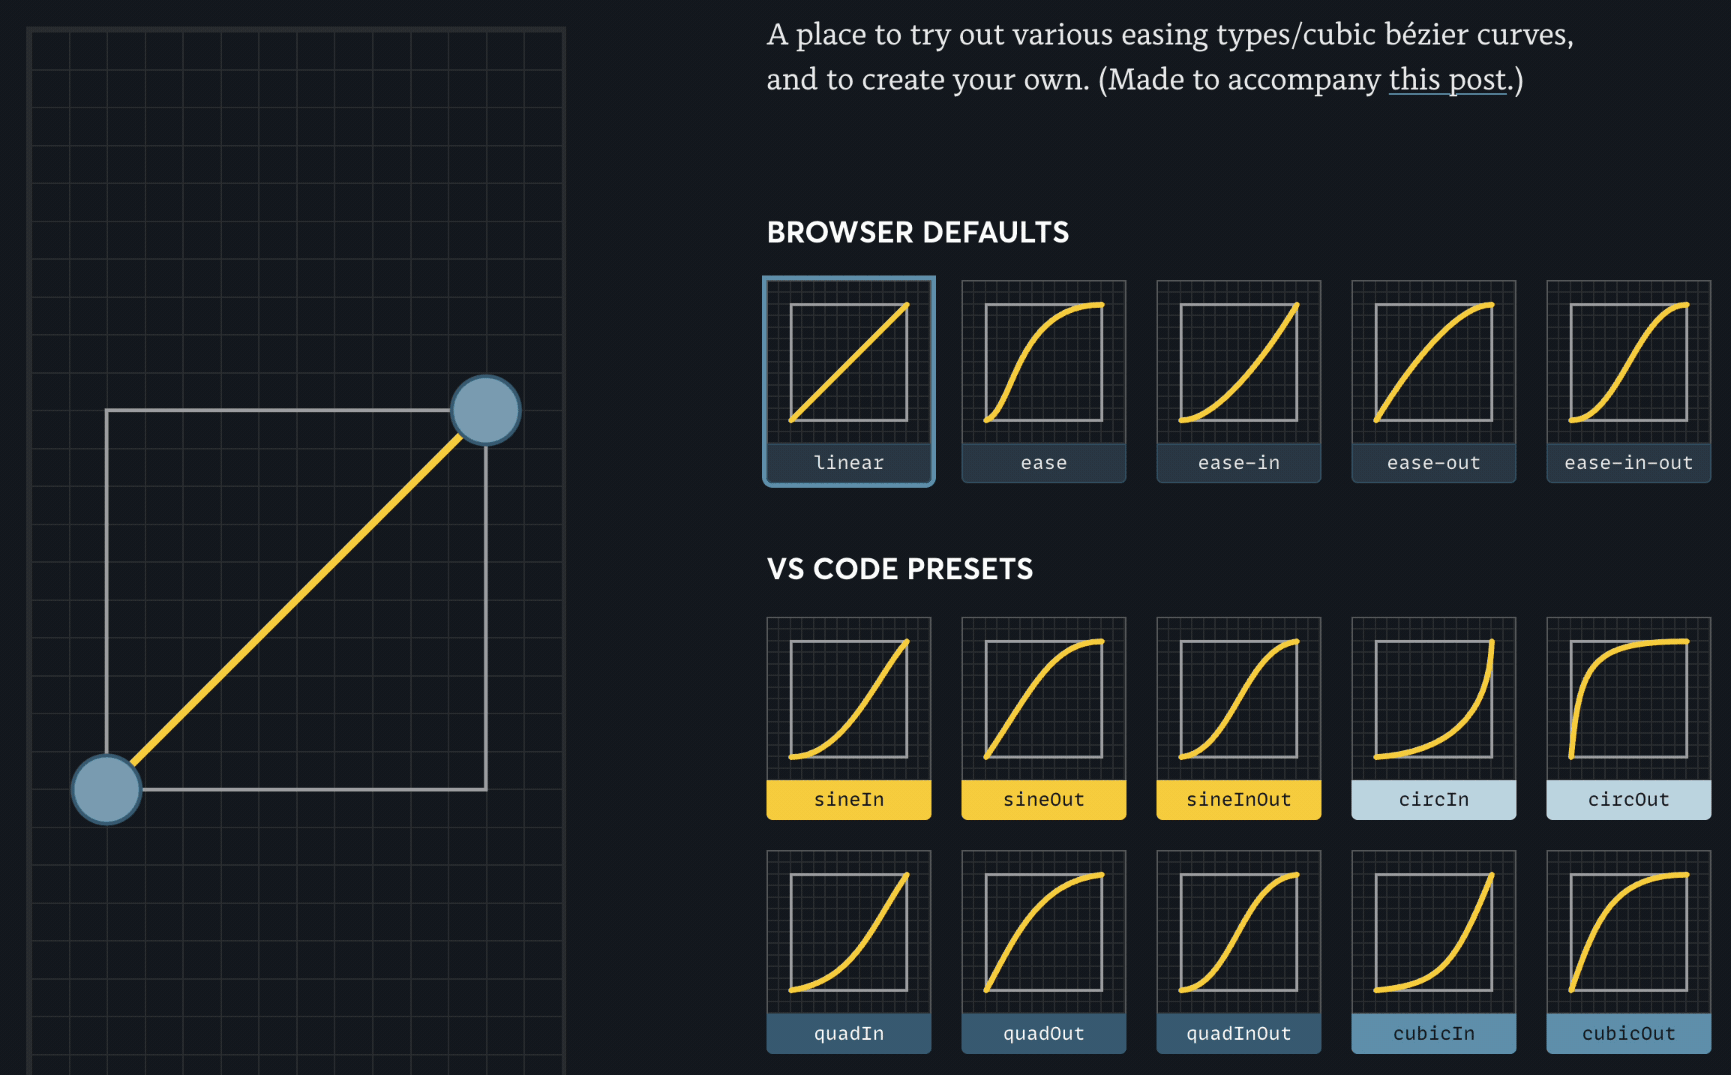 A place to try out various easing types/cubic bézier curves,
and to create your own. (Made to accompany this post.)
BROWSER DEFAULTS
linear
ease
ease-in
ease-out
ease-in-out
VS CODE PRESETS
sineIn
sineOut
sineInOut
circIn
circOut
quadIn
quadOut
quadInOut
cubicIn
cubicOut